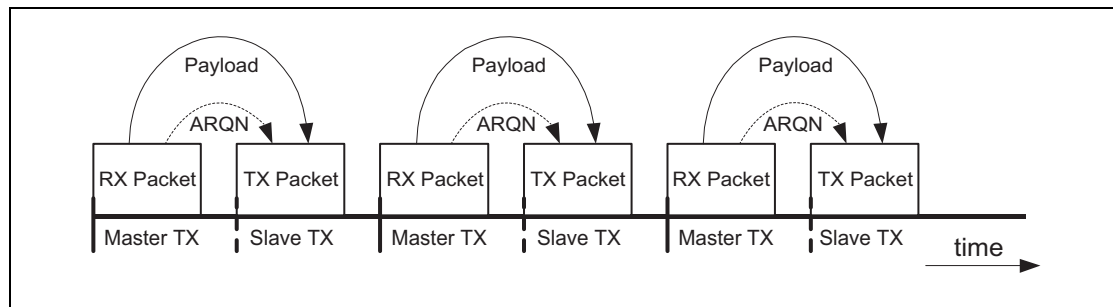 Payload Payload Payload
ARQN ARQN ARQN
RX Packet TX Packet RX Packet TX Packet RX Packet TX Packet
Master TX Slave TX Master TX Slave TX Master TX Slave TX
time